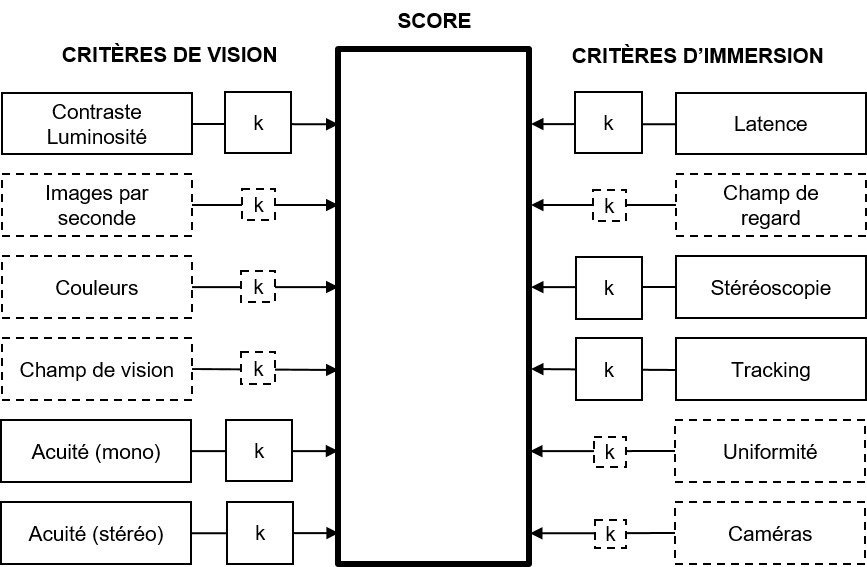 SCORE
CRITÈRES DE VISION
CRITÈRES D'IMMERSION
Contraste
Luminosité
k
k
Latence
Images par
seconde
k
k
Champ de
regard
Couleurs
k
k
Stéréoscopie
Champ de vision
k
k
Tracking
Acuité (mono)
k
k
Uniformité
Acuité (stéréo)
k
k
Caméras